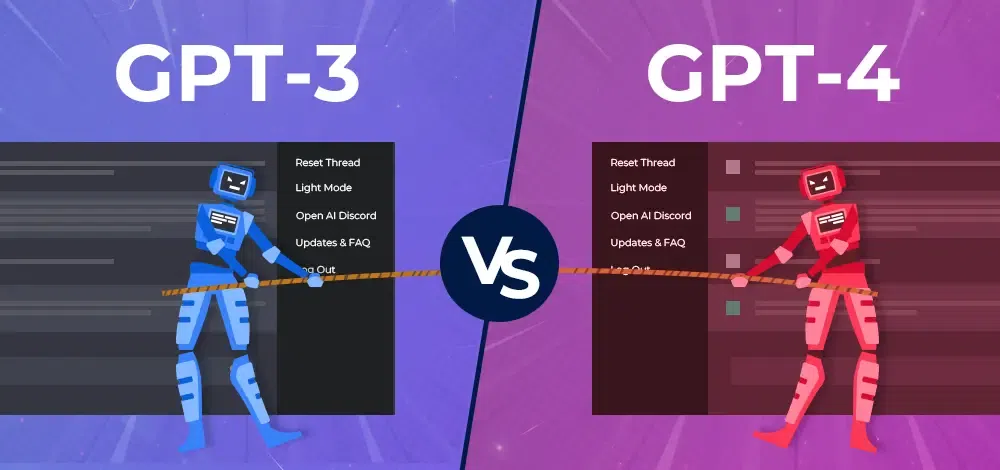 GPT-3
GPT-4
Reset Thread
Light Mode
Open AI Discord
Updates & FAQ
Log Out
VS
Reset Thread
Light Mode
Open AI Discord
Updates & FAQ
Log Out